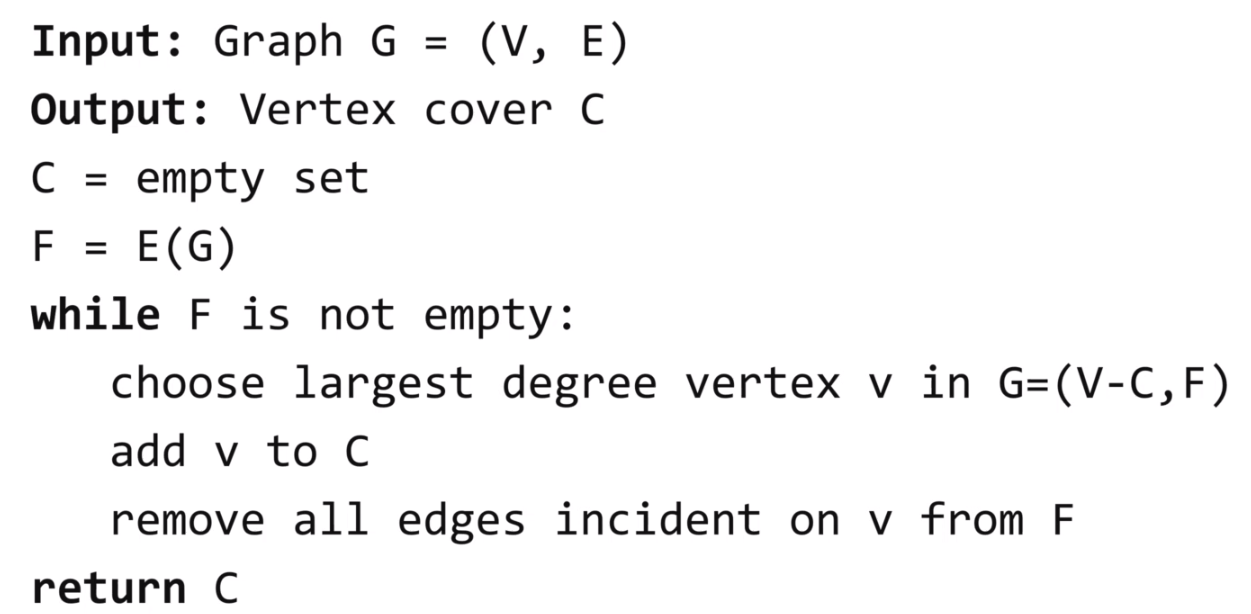 Input: Graph G = (V, E)
Output: Vertex cover C
C = empty set
F = E(G)
while F is not empty:
choose largest degree vertex v in G=(V-C,F)
add v to C
remove all edges incident on v from F
return C